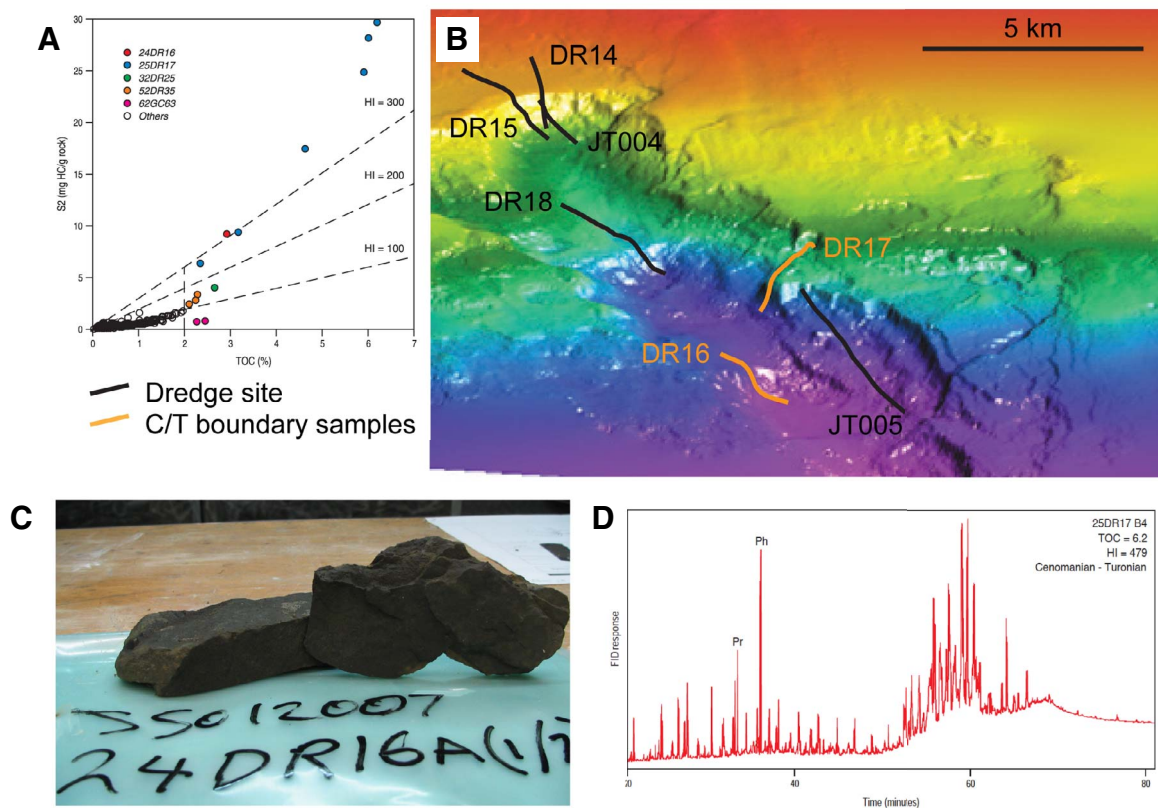 A
30
25
20
15
10
5
0
S2 (mg HC/g rock)
24DR16
25DR17
32DR25
52DR35
62GC63
Others
HI = 300
HI = 200
HI = 100
0 1 2 3 4 5 6 7
TOC (%)
Dredge site
C/T boundary samples
B
5 km
DR14
DR15
JT004
DR18
DR17
DR16
JT005
C
SS012007
24DR16A(1)
D
25DR17 B4
TOC = 6.2
HI = 479
Cenomanian - Turonian
Ph
Pr
FID response
20 40 60 80
Time (minutes)